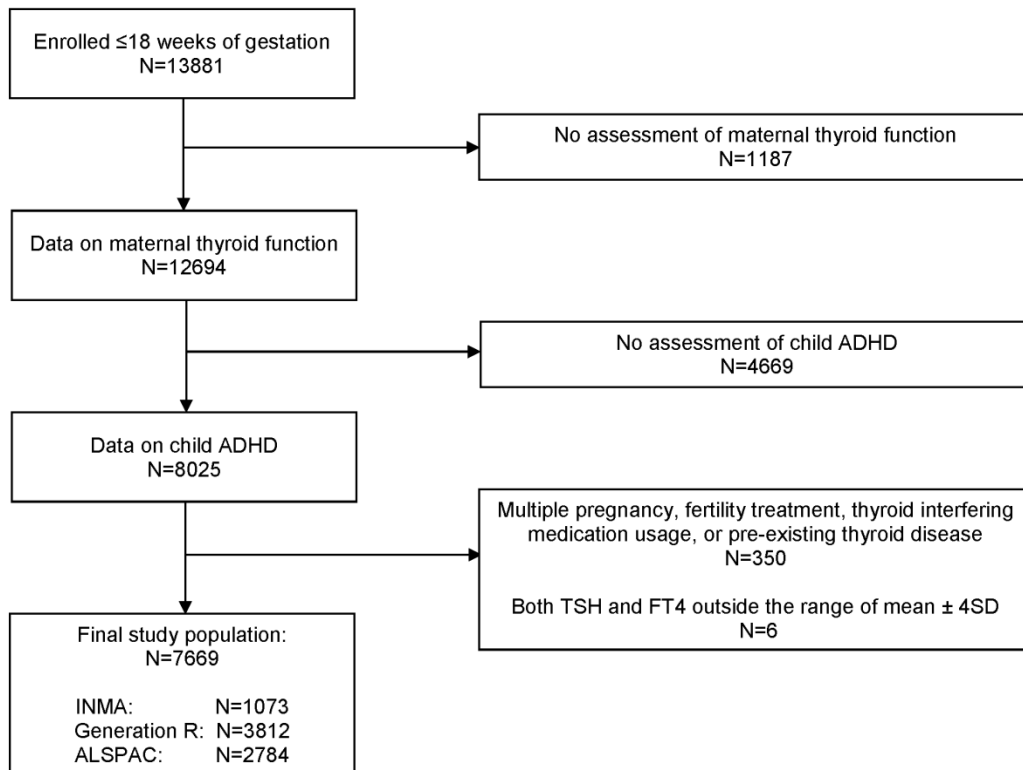 Enrolled ≤18 weeks of gestation
N=13881
No assessment of maternal thyroid function
N=1187
Data on maternal thyroid function
N=12694
No assessment of child ADHD
N=4669
Data on child ADHD
N=8025
Multiple pregnancy, fertility treatment, thyroid interfering
medication usage, or pre-existing thyroid disease
N=350
Both TSH and FT4 outside the range of mean ± 4SD
N=6
Final study population:
N=7669
INMA: N=1073
Generation R: N=3812
ALSPAC: N=2784